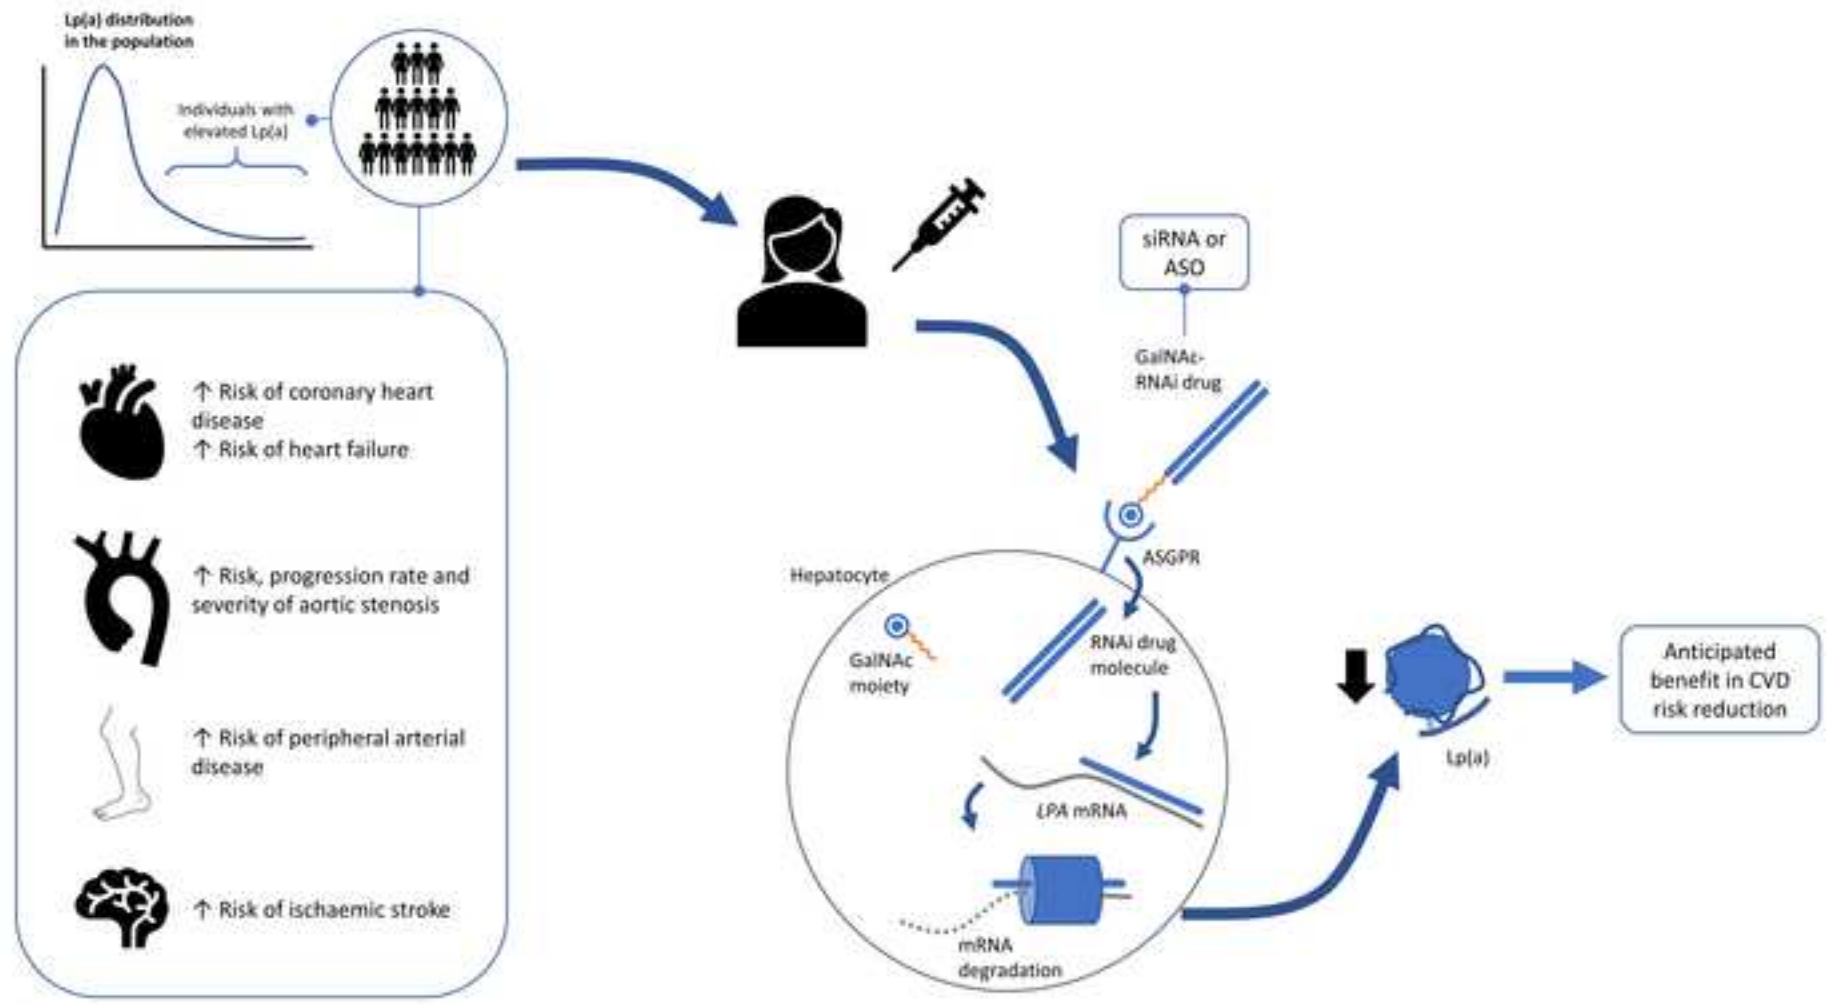 Lp(a) distribution
in the population
Individuals with
elevated Lp(a)
↑ Risk of coronary heart
disease
↑ Risk of heart failure
↑ Risk, progression rate and
severity of aortic stenosis
↑ Risk of peripheral arterial
disease
↑ Risk of ischaemic stroke
siRNA or
ASO
GalNAc-
RNAi drug
ASGPR
Hepatocyte
GalNAc
moiety
RNAi drug
molecule
LPA mRNA
mRNA
degradation
Lp(a)
Anticipated
benefit in CVD
risk reduction